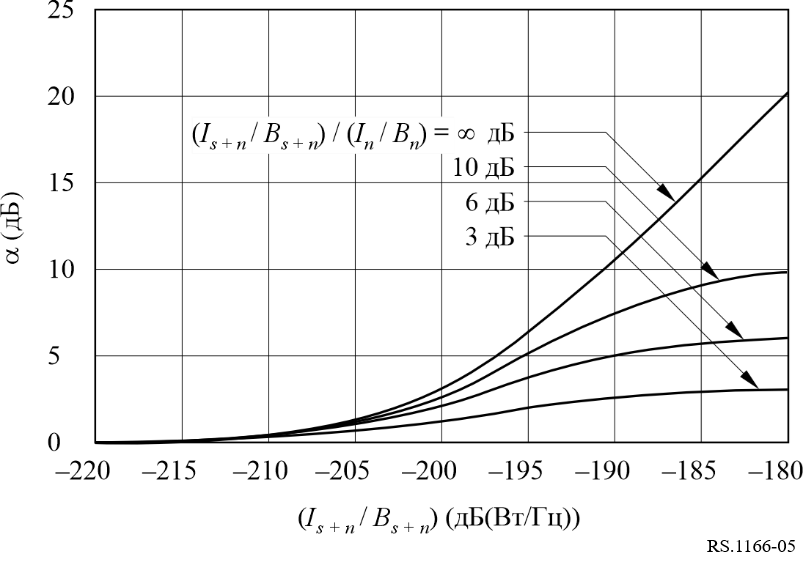 25
20
15
10
5
0
α (дБ)
(I_{s + n} / B_{s + n}) / (I_n / B_n) = ∞ дБ
10 дБ
6 дБ
3 дБ
–220 –215 –210 –205 –200 –195 –190 –185 –180
(I_{s + n} / B_{s + n}) (дБ(Вт/Гц))
RS.1166-05